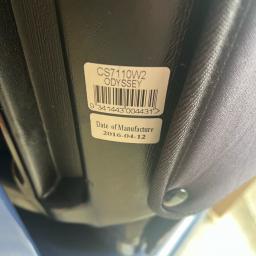 CS7110W2
ODYSSEY
0 341443 004431
Date of Manufacture
2016-04-12